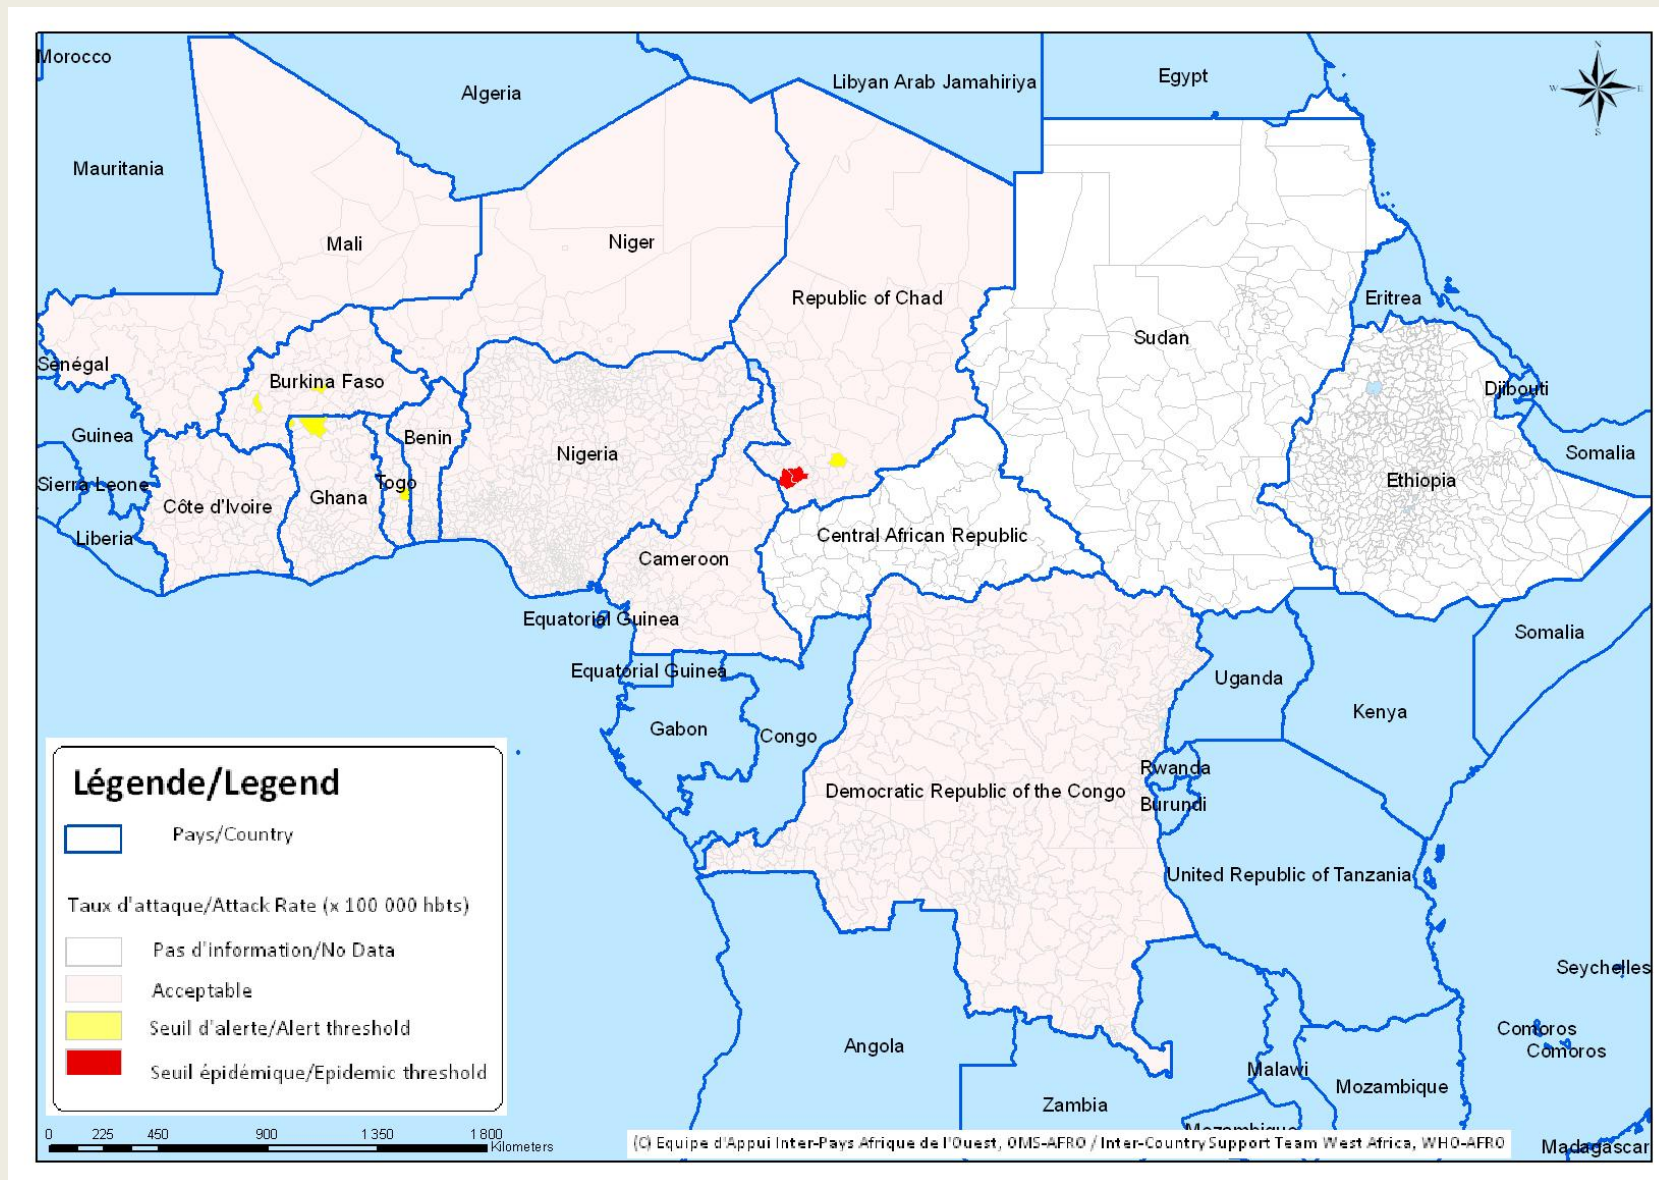 Morocco
Algeria
Libyan Arab Jamahiriya
Egypt
N
W
E
S
Mauritania
Mali
Niger
Republic of Chad
Sudan
Eritrea
Sénégal
Burkina Faso
Djibouti
Guinea
Benin
Nigeria
Somalia
Sierra Leone
Togo
Ethiopia
Côte d'Ivoire
Ghana
Liberia
Central African Republic
Cameroon
Equatorial Guinea
Somalia
Equatorial Guinea
Uganda
Kenya
Gabon
Congo
Rwanda
Democratic Republic of the Congo
Burundi
United Republic of Tanzania
Seychelles
Comoros
Comoros
Angola
Malawi
Mozambique
Zambia
Mozambique
Madagascar
Légende/Legend
Pays/Country
Taux d'attaque/Attack Rate (x 100 000 hbts)
Pas d'information/No Data
Acceptable
Seuil d'alerte/Alert threshold
Seuil épidémique/Epidemic threshold
0 225 450 900 1 350 1 800
Kilometers
(C) Equipe d'Appui Inter-Pays Afrique de l'Ouest, OMS-AFRO / Inter-Country Support Team West Africa, WHO-AFRO